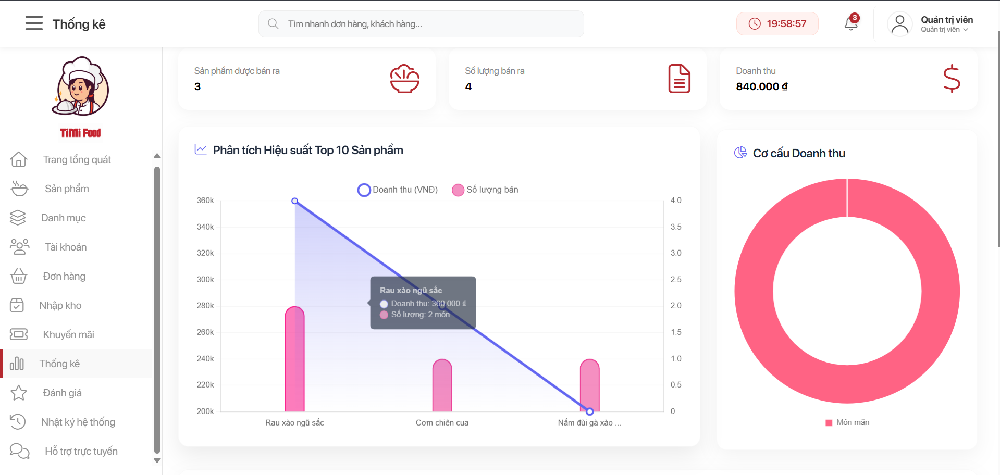 Thống kê
Tìm nhanh đơn hàng, khách hàng...
19:58:57
3
Quản trị viên
Quản trị viên
TiMi Food
Trang tổng quát
Sản phẩm
Danh mục
Tài khoản
Đơn hàng
Nhập kho
Khuyến mãi
Thống kê
Đánh giá
Nhật ký hệ thống
Hỗ trợ trực tuyến
Sản phẩm được bán ra
3
Số lượng bán ra
4
Doanh thu
840.000 ₫
Phân tích Hiệu suất Top 10 Sản phẩm
Doanh thu (VNĐ) Số lượng bán
360k
340k
320k
300k
280k
260k
240k
220k
200k
4.0
3.5
3.0
2.5
2.0
1.5
1.0
0.5
0
Rau xào ngũ sắc
Doanh thu: 360.000 ₫
Số lượng: 2 món
Rau xào ngũ sắc Cơm chiên cua Nấm đùi gà xào ...
Cơ cấu Doanh thu
Món mặn